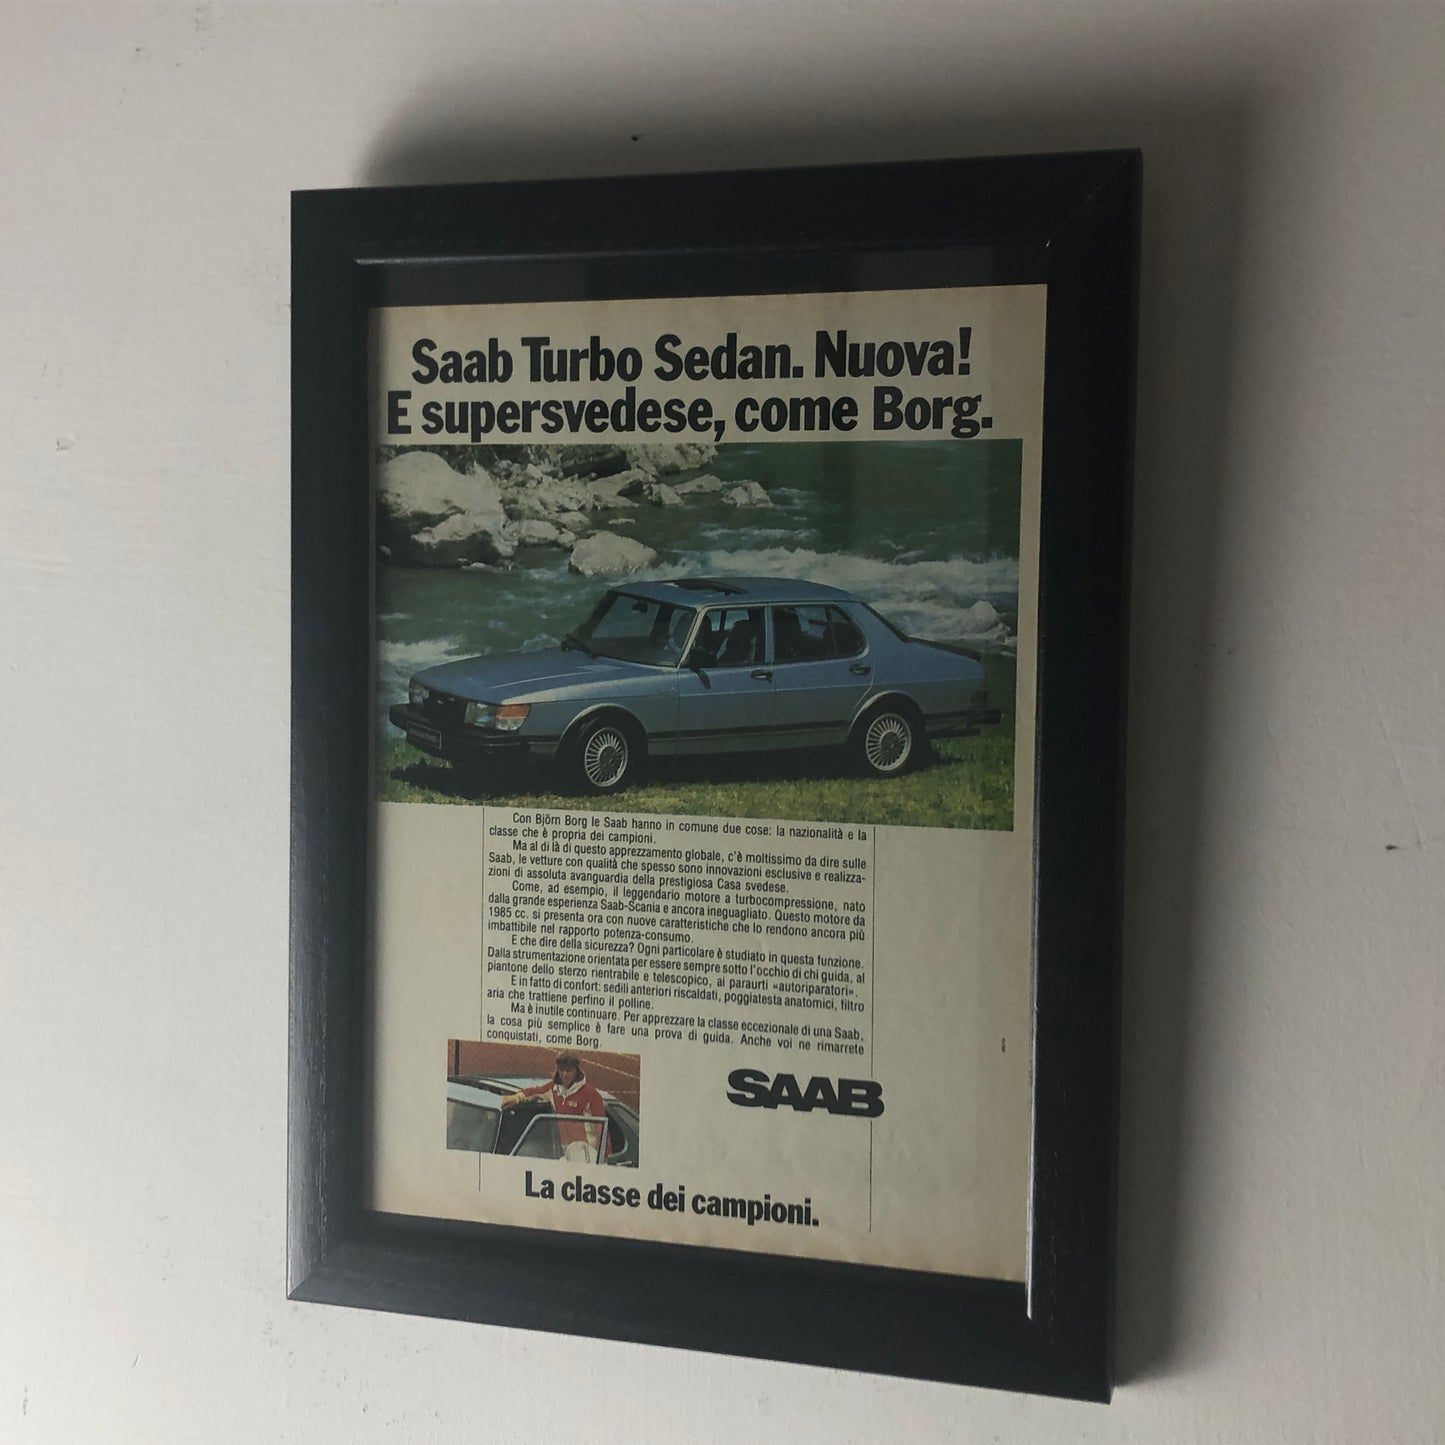 Saab Turbo Sedan. Nuova!
E supersvedese, come Borg.
Con Björn Borg le Saab hanno in comune due cose: la nazionalità e la
classe che è propria dei campioni.
Ma al di là di questo apprezzamento globale, c'è moltissimo da dire sulle
Saab, le vetture con qualità che spesso sono innovazioni esclusive e realizza-
zioni di assoluta avanguardia della prestigiosa Casa svedese.
Come, ad esempio, il leggendario motore a turbocompressione, nato
dalla grande esperienza Saab-Scania e ancora ineguagliato. Questo motore da
1985 cc. si presenta ora con nuove caratteristiche che lo rendono ancora più
imbattibile nel rapporto potenza-consumo.
E che dire della sicurezza? Ogni particolare è studiato in questa funzione.
Dalla strumentazione orientata per essere sempre sotto l'occhio di chi guida, al
piantone dello sterzo rientrabile e telescopico, ai paraurti «autoriparatori».
E in fatto di confort: sedili anteriori riscaldati, poggiatesta anatomici, filtro
aria che trattiene perfino il polline.
Ma è inutile continuare. Per apprezzare la classe eccezionale di una Saab,
la cosa più semplice è fare una prova di guida. Anche voi ne rimarrete
conquistati, come Borg.
SAAB
La classe dei campioni.